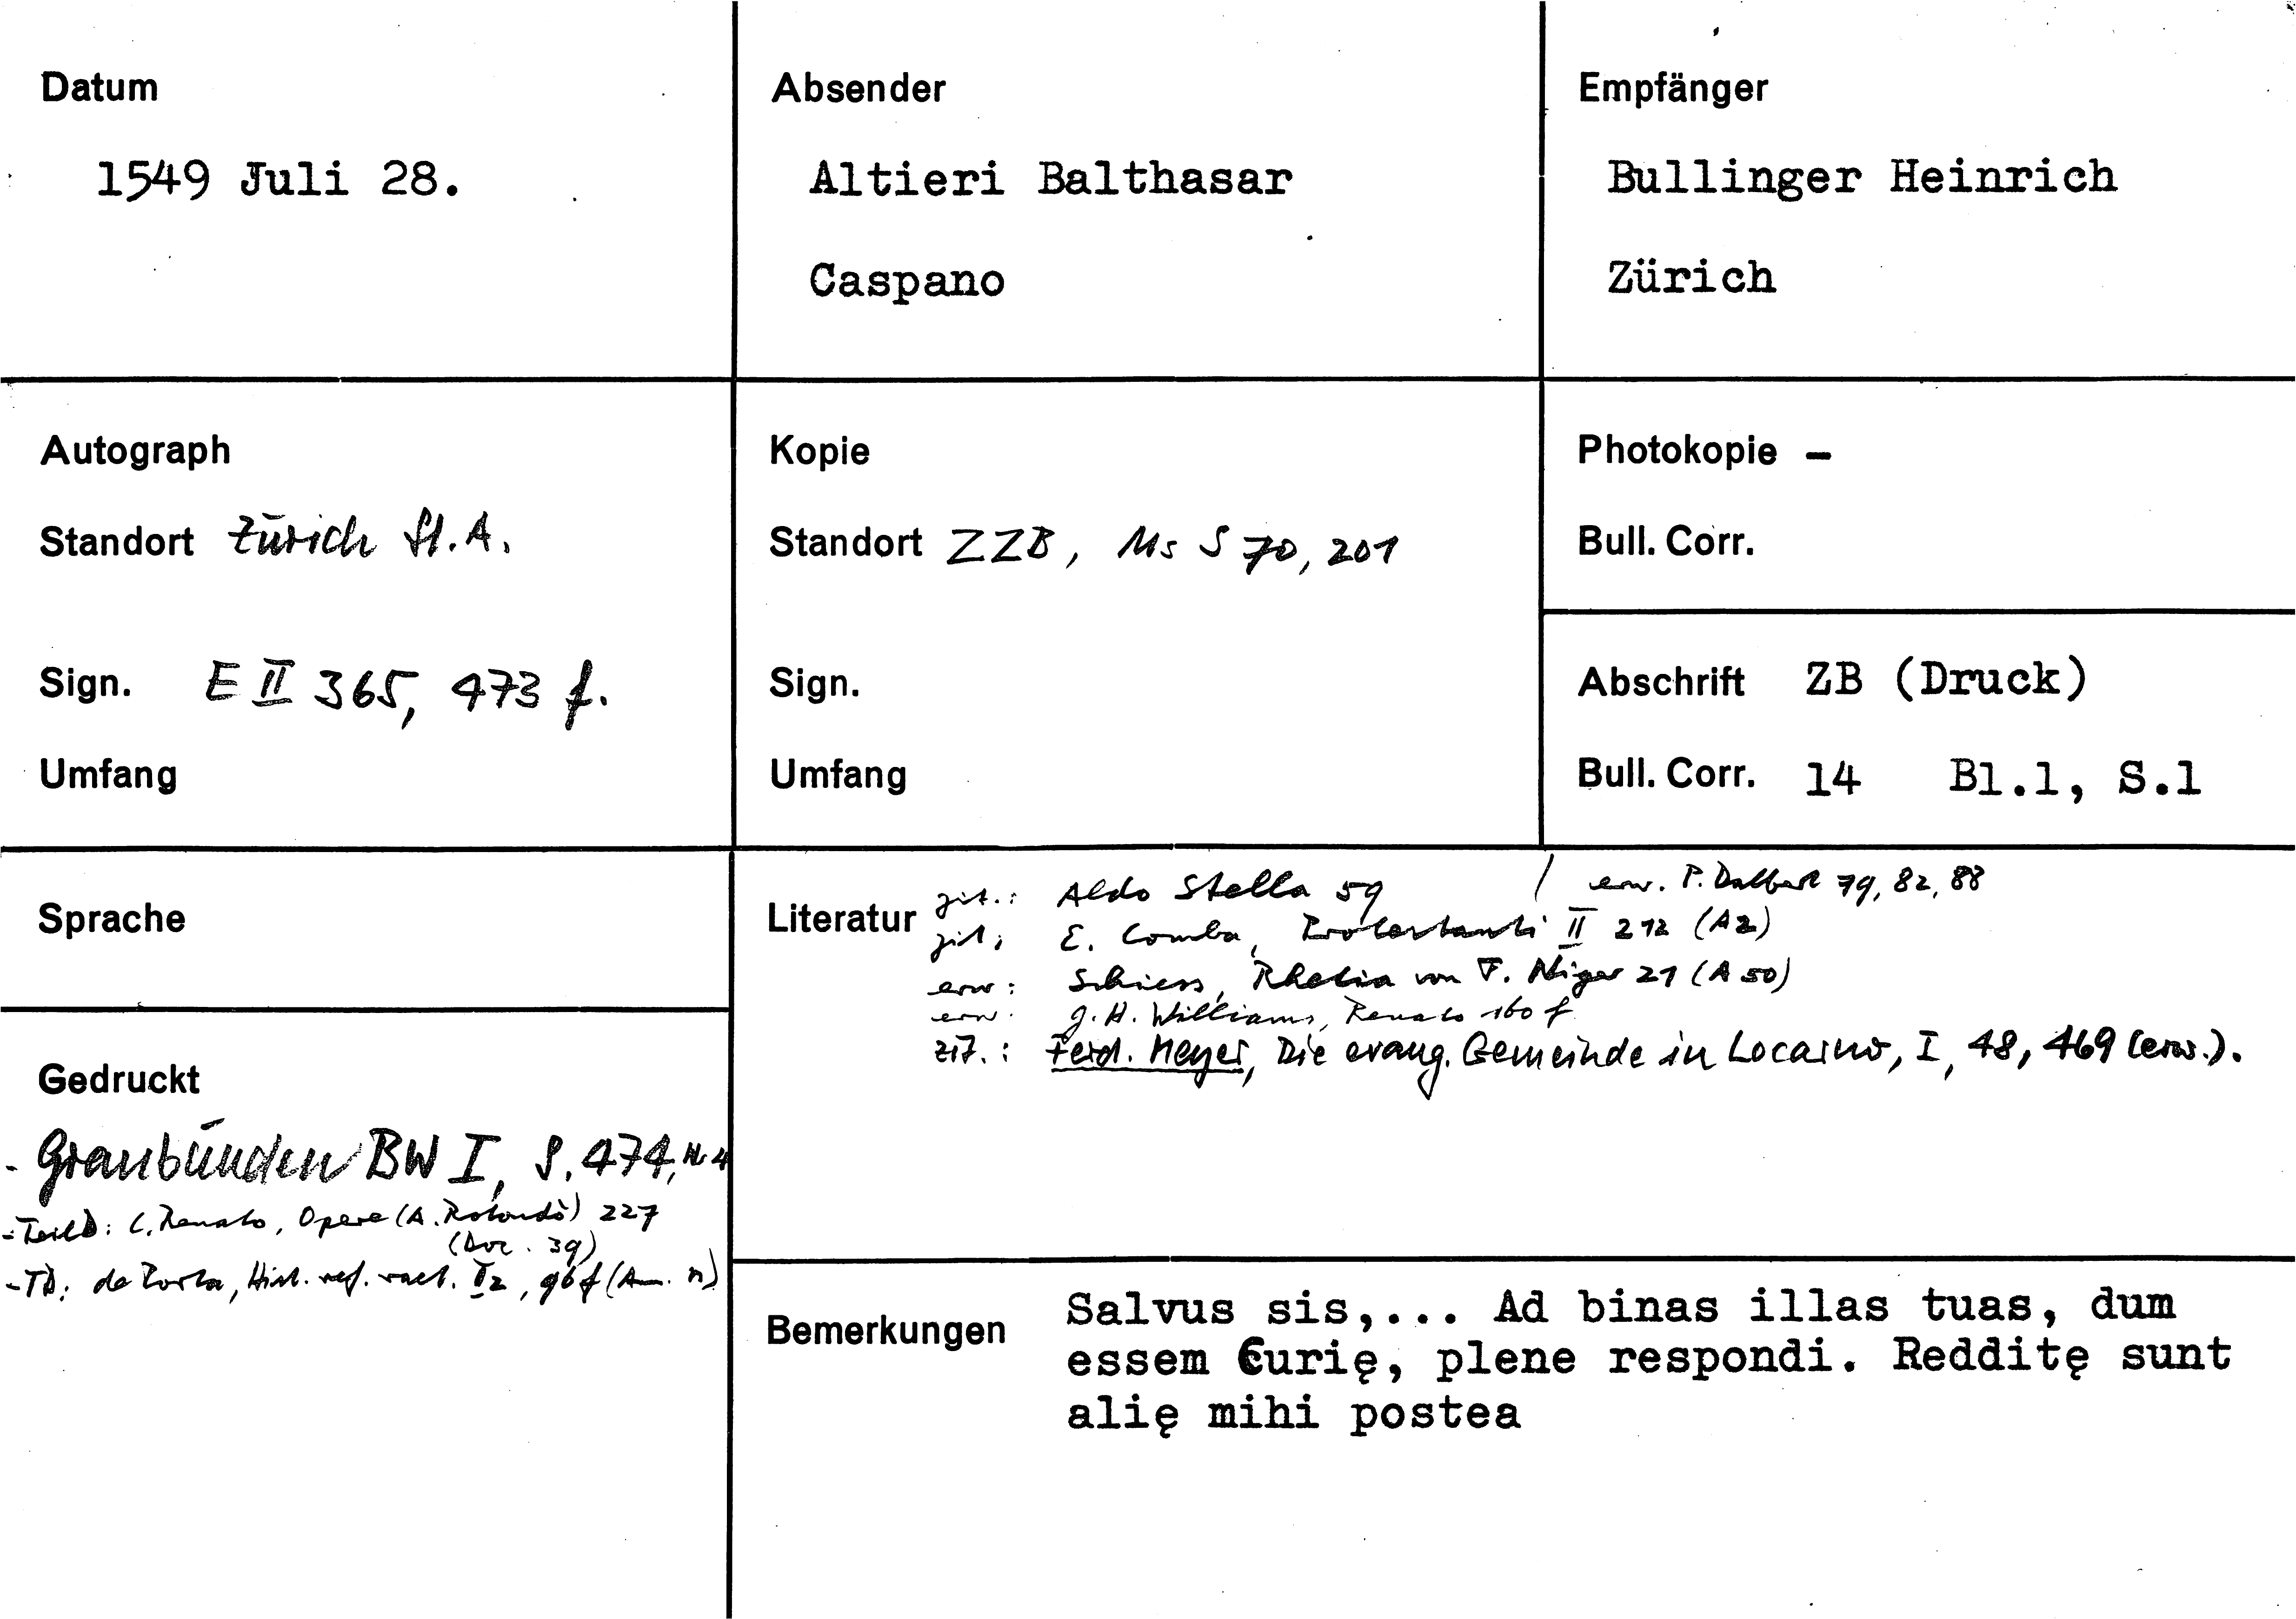 Datum
1549 Juli 28.
Absender
Altieri Balthasar
Caspano
Empfänger
Bullinger Heinrich
Zürich
Autograph
Standort Zürich St.A.
Sign. E II 365, 473 f.
Umfang
Kopie
Standort ZZB, Ms S 70, 201
Sign.
Umfang
Photokopie –
Bull. Corr.
Abschrift ZB (Druck)
Bull. Corr. 14 Bl.1, S.1
Sprache
Gedruckt
- Graubünden BW I, S. 474, Nr 4
- Teild: C. Renato, Opere (A. Rotondò) 227
(Doc. 39)
- TD: de Porta, Hist. ref. raet. I2, 96 f (Anm. n)
Literatur
zit.: Aldo Stella 59 / erw. P. Dalbert 79, 82, 88
zit: E. Comba, Protestanti II 212 (A2)
erw: Schiess, Rhetia von F. Niger 21 (A 50)
erw. G. H. Williams, Renato 160 f
zit.: Ferd. Meyer, Die evang. Gemeinde in Locarno, I, 48, 469 (erw.).
Bemerkungen
Salvus sis,... Ad binas illas tuas, dum
essem Curię, plene respondi. Redditę sunt
alię mihi postea